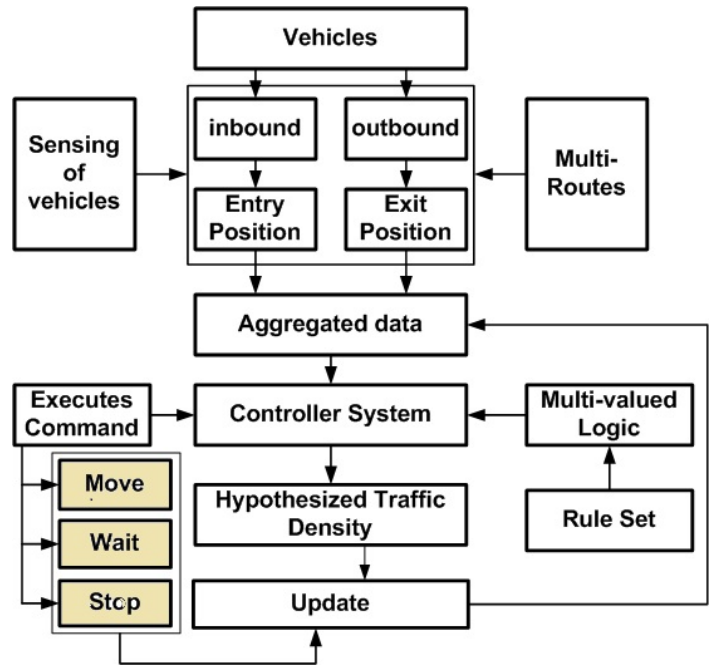 Vehicles
inbound
outbound
Sensing
of
vehicles
Multi-
Routes
Entry
Position
Exit
Position
Aggregated data
Executes
Command
Controller System
Multi-valued
Logic
Move
Hypothesized Traffic
Density
Rule Set
Wait
Stop
Update